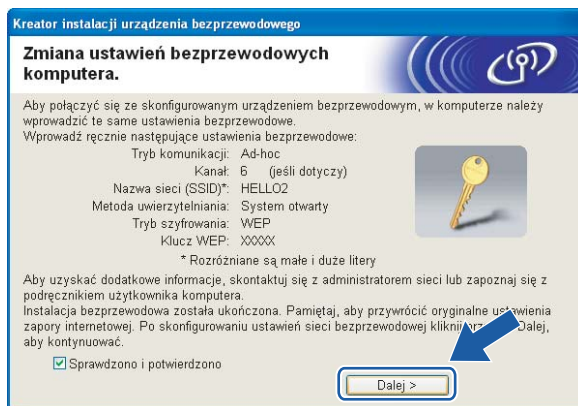 Kreator instalacji urządzenia bezprzewodowego
Zmiana ustawień bezprzewodowych
komputera.
Aby połączyć się ze skonfigurowanym urządzeniem bezprzewodowym, w komputerze należy
wprowadzić te same ustawienia bezprzewodowe.
Wprowadź ręcznie następujące ustawienia bezprzewodowe:
Tryb komunikacji: Ad-hoc
Kanał: 6 (jeśli dotyczy)
Nazwa sieci (SSID)*: HELLO2
Metoda uwierzytelniania: System otwarty
Tryb szyfrowania: WEP
Klucz WEP: XXXXX
* Rozróżniane są małe i duże litery
Aby uzyskać dodatkowe informacje, skontaktuj się z administratorem sieci lub zapoznaj się z
podręcznikiem użytkownika komputera.
Instalacja bezprzewodowa została ukończona. Pamiętaj, aby przywrócić oryginalne ustawienia
zapory internetowej. Po skonfigurowaniu ustawień sieci bezprzewodowej kliknij Dalej,
aby kontynuować.
Sprawdzono i potwierdzono
Dalej >